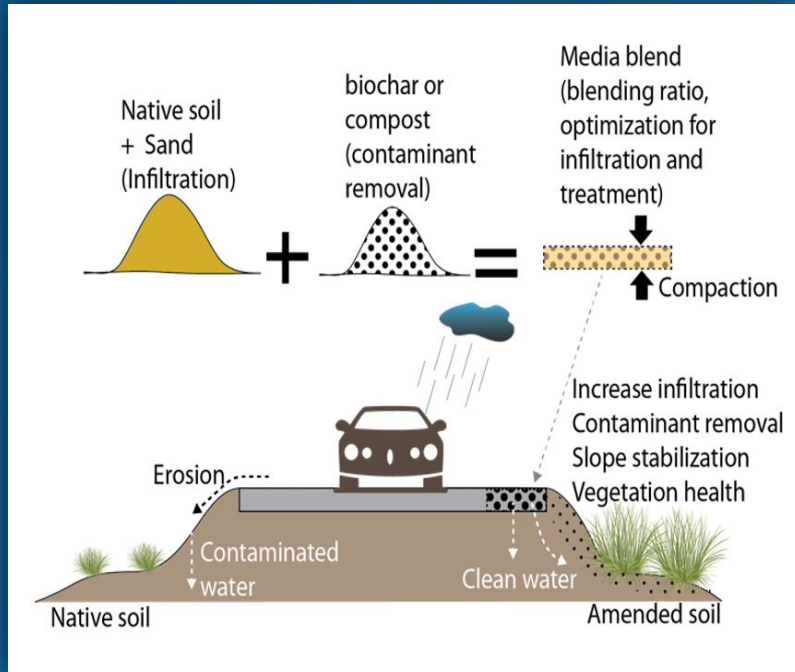 Native soil
+ Sand
(Infiltration)
biochar or
compost
(contaminant
removal)
Media blend
(blending ratio,
optimization for
infiltration and
treatment)
+
=
Compaction
Increase infiltration
Contaminant removal
Slope stabilization
Vegetation health
Erosion
Contaminated
water
Clean water
Native soil
Amended soil